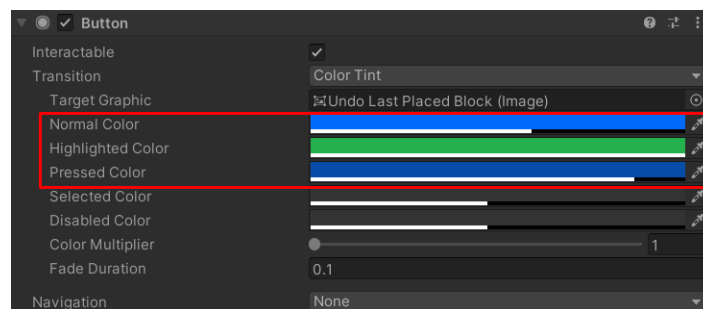 Button
Interactable
Transition Color Tint
Target Graphic Undo Last Placed Block (Image)
Normal Color
Highlighted Color
Pressed Color
Selected Color
Disabled Color
Color Multiplier 1
Fade Duration 0.1
Navigation None